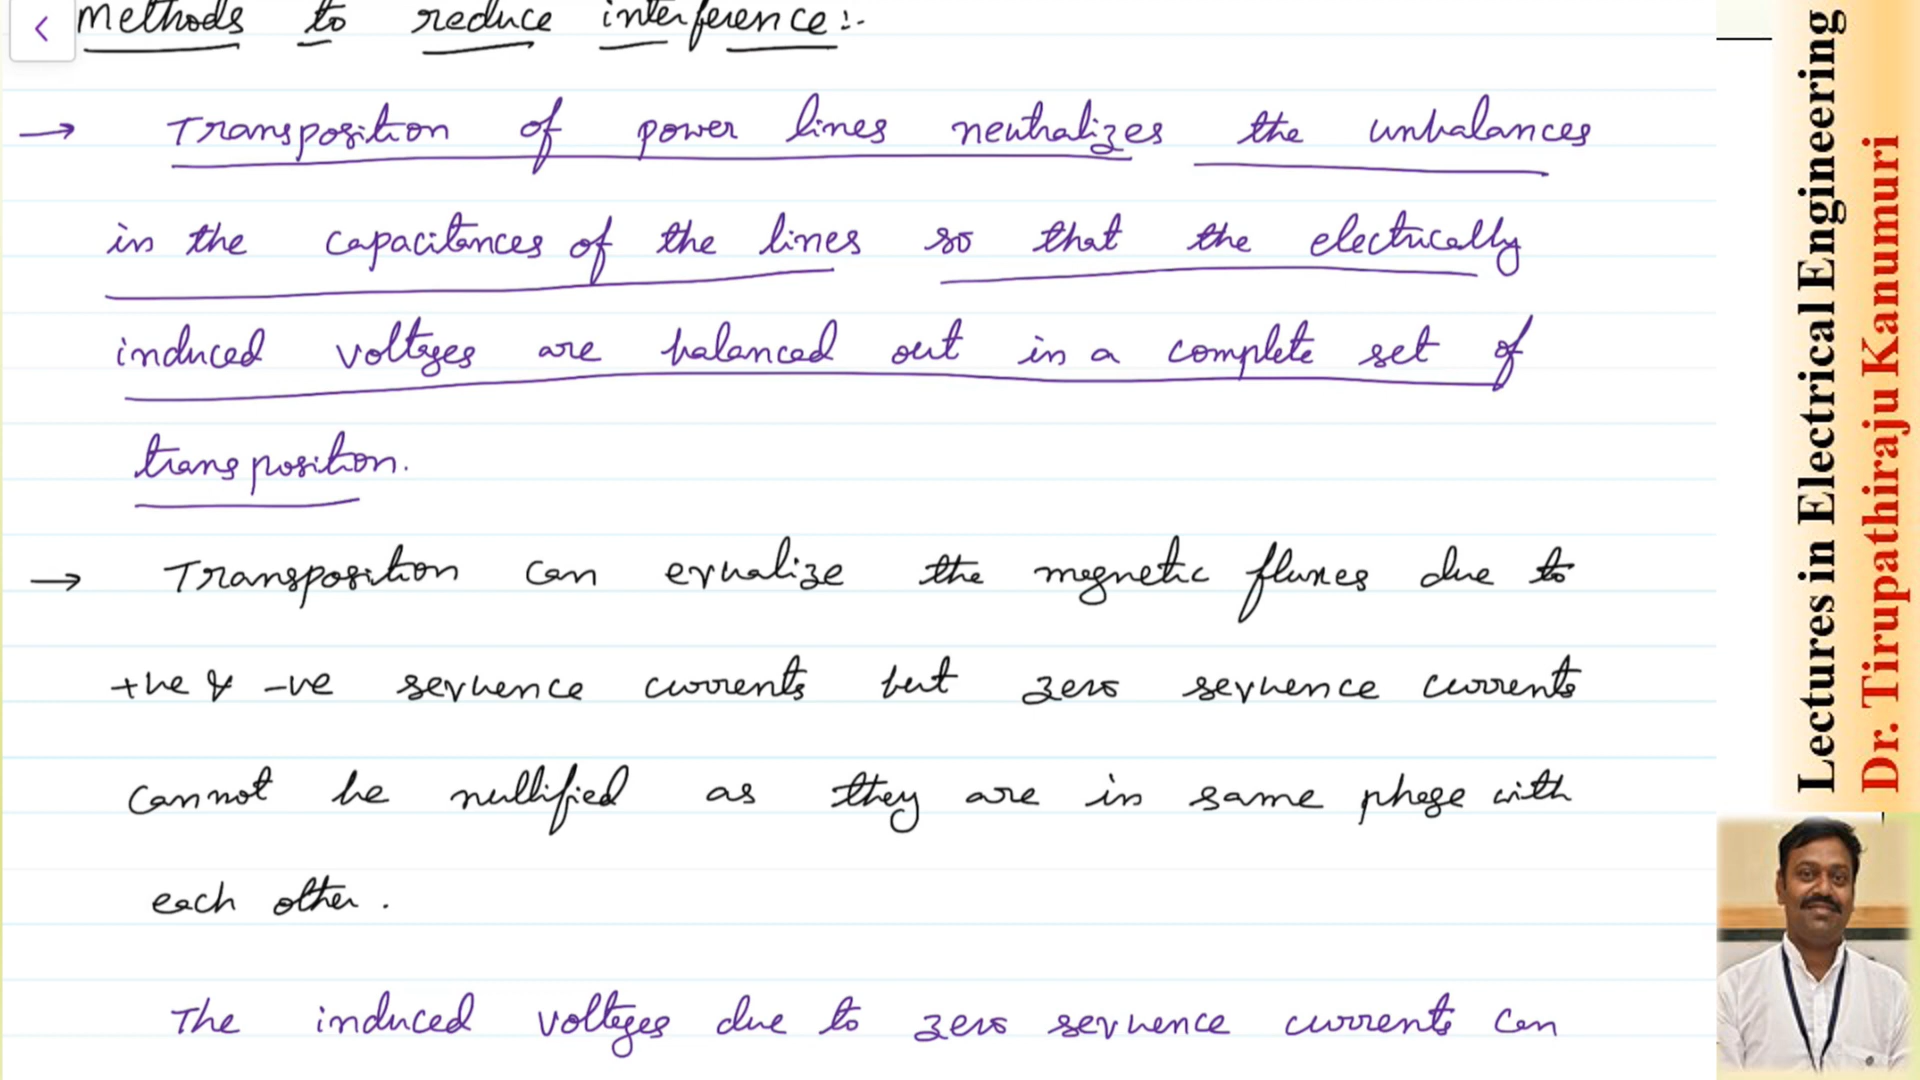 methods to reduce interference :-
→ Transposition of power lines neutralizes the unbalances
in the capacitances of the lines so that the electrically
induced voltages are balanced out in a complete set of
transposition.
→ Transposition can equalize the magnetic fluxes due to
+ve & -ve sequence currents but zero sequence currents
cannot be nullified as they are in same phase with
each other.
The induced voltages due to zero sequence currents can
Lectures in Electrical Engineering
Dr. Tirupathiraju Kanumuri